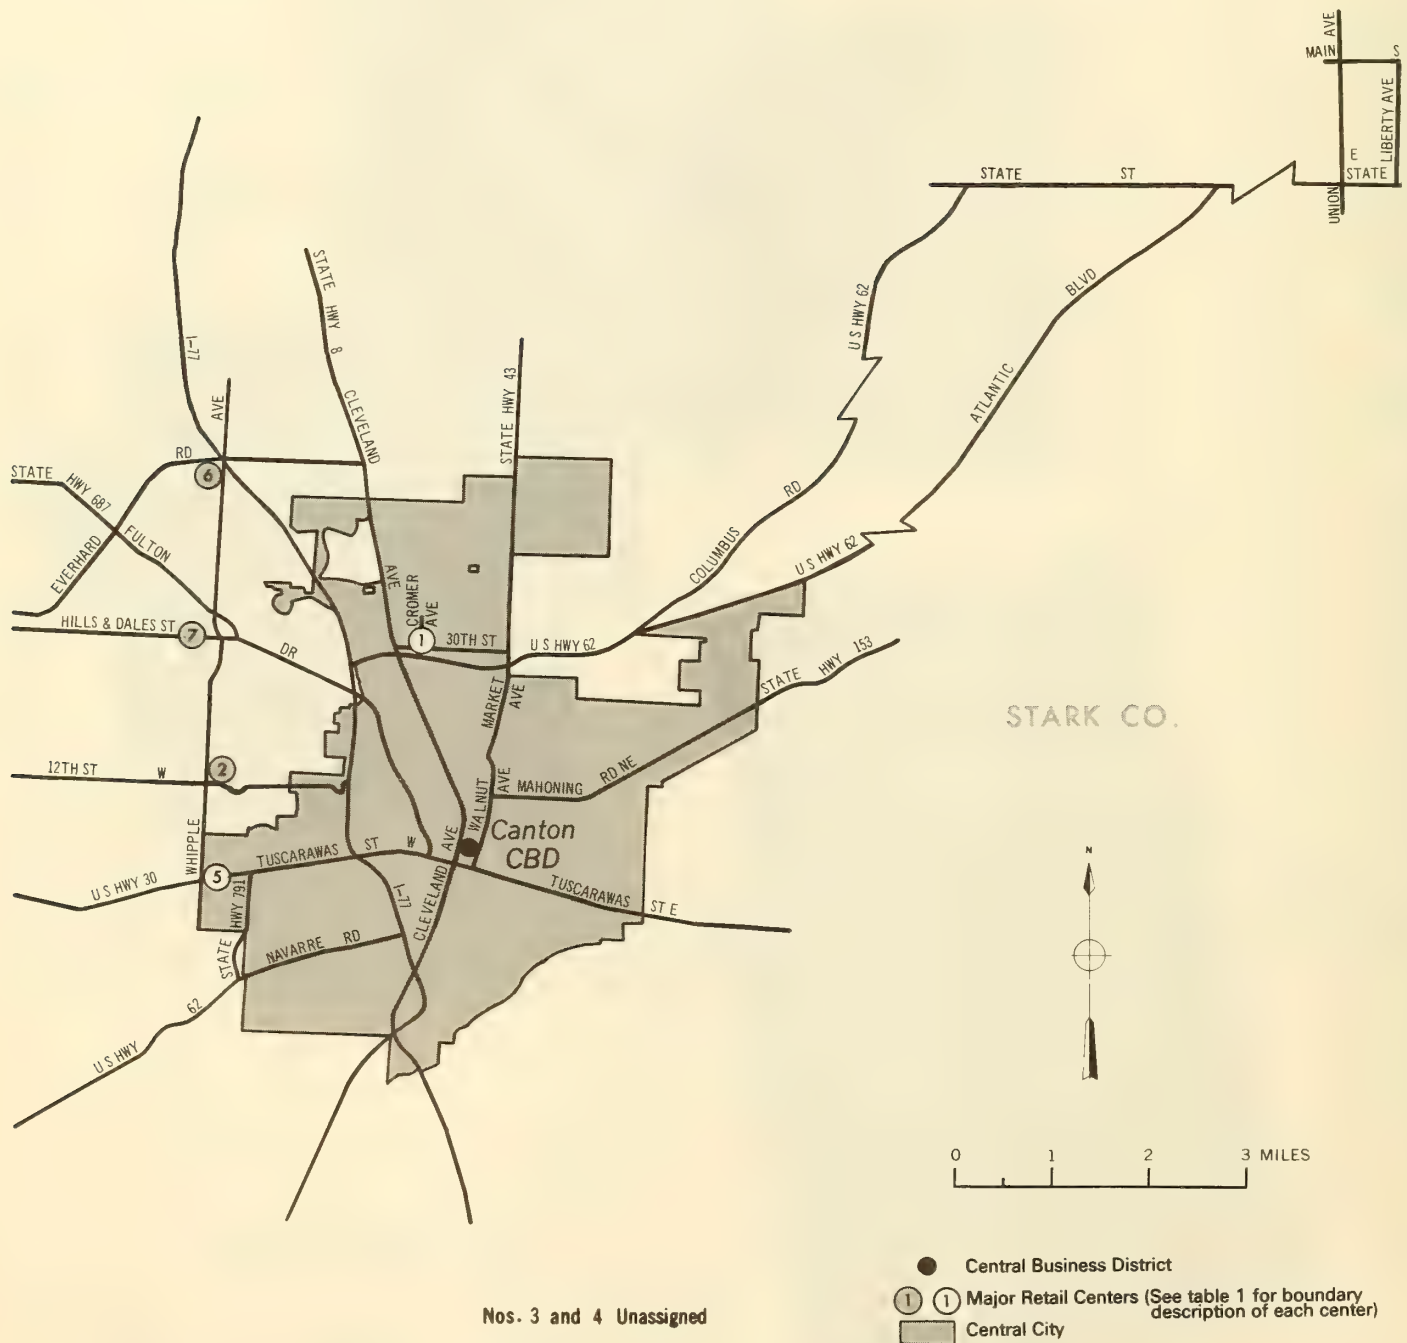 AVE
MAIN S
LIBERTY AVE
E
STATE
UNION
STATE ST
STATE HWY 8
U S HWY 62
BLVD
I-77
ATLANTIC
AVE
CLEVELAND
STATE HWY 43
RD
6
STATE HWY 687
FULTON
EVERHARD
COLUMBUS RD
U S HWY 62
AVE
CROMER AVE
HILLS & DALES ST
7
DR
1
30TH ST
U S HWY 62
STATE HWY 153
MARKET AVE
STARK CO.
12TH ST W
2
WALNUT AVE
MAHONING RD NE
WHIPPLE
TUSCARAWAS ST W
AVE
Canton
CBD
N
U S HWY 30
5
STATE HWY 791
I-77
CLEVELAND
TUSCARAWAS ST E
NAVARRE RD
U S HWY 62
0 1 2 3 MILES
Central Business District
1 1 Major Retail Centers (See table 1 for boundary
description of each center)
Central City
Nos. 3 and 4 Unassigned